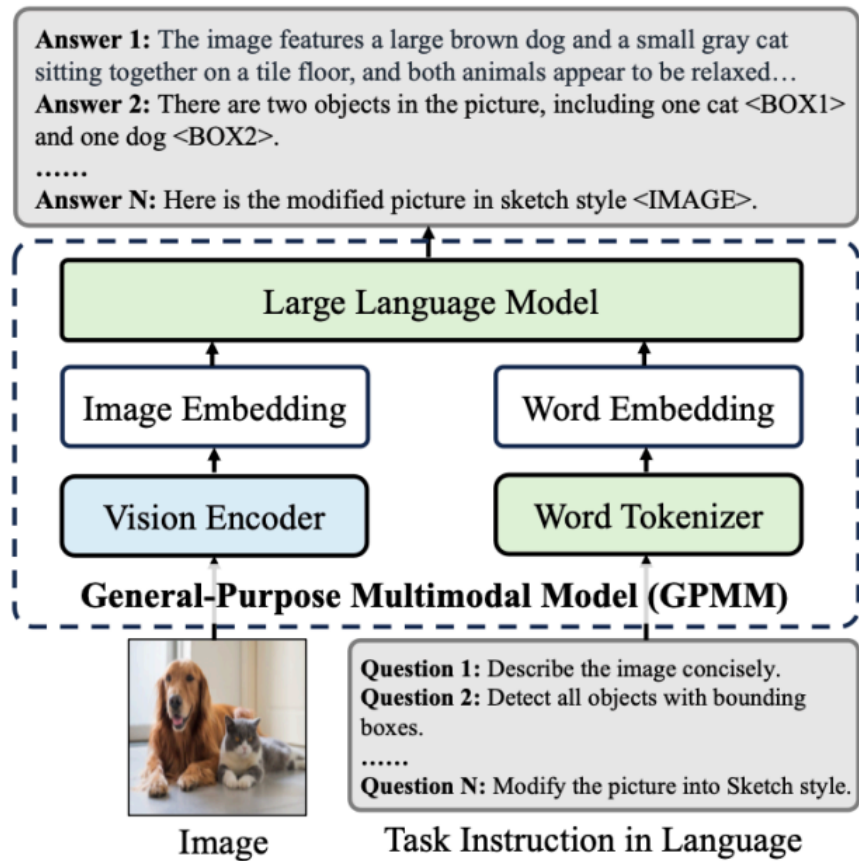 Answer 1: The image features a large brown dog and a small gray cat
sitting together on a tile floor, and both animals appear to be relaxed…
Answer 2: There are two objects in the picture, including one cat <BOX1>
and one dog <BOX2>.
……
Answer N: Here is the modified picture in sketch style <IMAGE>.
Large Language Model
Image Embedding
Word Embedding
Vision Encoder
Word Tokenizer
General-Purpose Multimodal Model (GPMM)
Question 1: Describe the image concisely.
Question 2: Detect all objects with bounding
boxes.
……
Question N: Modify the picture into Sketch style.
Image
Task Instruction in Language